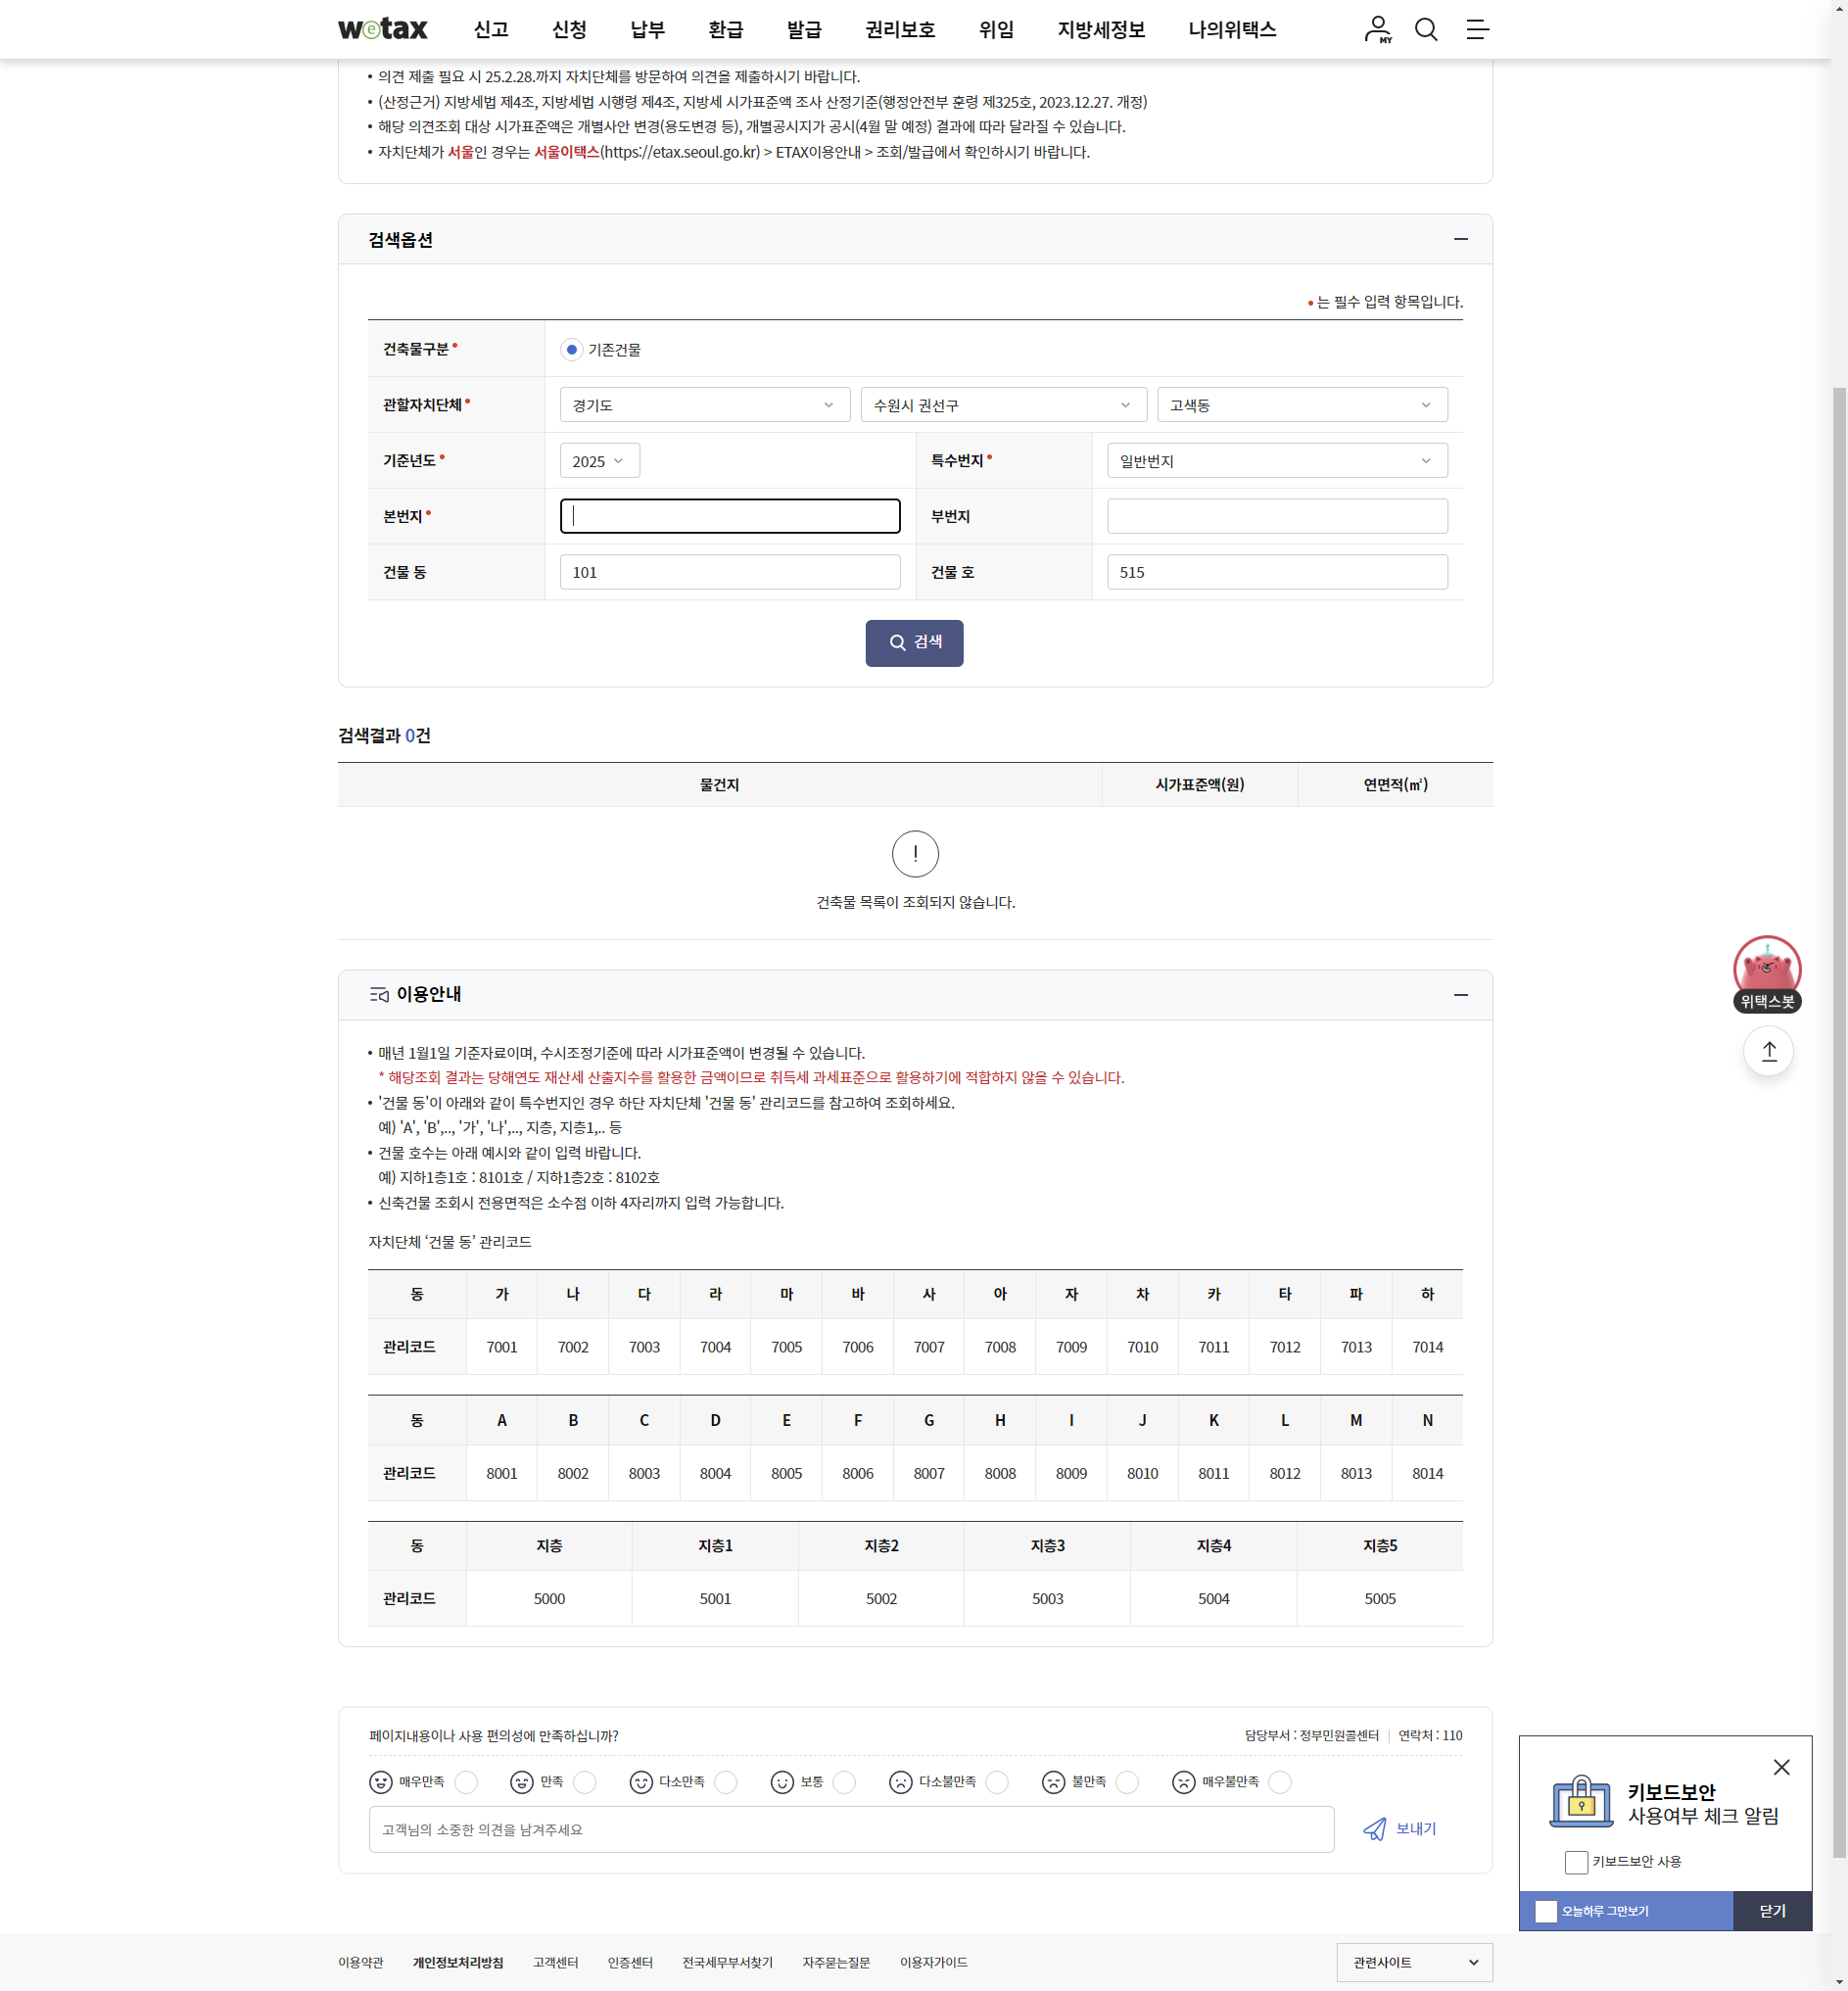 wetax 신고 신청 납부 환급 발급 권리보호 위임 지방세정보 나의위택스 MY
• 의견 제출 필요 시 25.2.28.까지 자치단체를 방문하여 의견을 제출하시기 바랍니다.
• (산정근거) 지방세법 제4조, 지방세법 시행령 제4조, 지방세 시가표준액 조사 산정기준(행정안전부 훈령 제325호, 2023.12.27. 개정)
• 해당 의견조회 대상 시가표준액은 개별사안 변경(용도변경 등), 개별공시지가 공시(4월 말 예정) 결과에 따라 달라질 수 있습니다.
• 자치단체가 서울인 경우는 서울이택스(https://etax.seoul.go.kr) > ETAX이용안내 > 조회/발급에서 확인하시기 바랍니다.
검색옵션
• 는 필수 입력 항목입니다.
건축물구분• 기존건물
관할자치단체• 경기도 수원시 권선구 고색동
기준년도• 2025 특수번지• 일반번지
본번지• 부번지
건물 동 101 건물 호 515
검색
검색결과 0건
물건지 시가표준액(원) 연면적(㎡)
!
건축물 목록이 조회되지 않습니다.
위택스봇
이용안내
• 매년 1월1일 기준자료이며, 수시조정기준에 따라 시가표준액이 변경될 수 있습니다.
* 해당조회 결과는 당해연도 재산세 산출지수를 활용한 금액이므로 취득세 과세표준으로 활용하기에 적합하지 않을 수 있습니다.
• '건물 동'이 아래와 같이 특수번지인 경우 하단 자치단체 '건물 동' 관리코드를 참고하여 조회하세요.
예) 'A', 'B',.., '가', '나',.., 지층, 지층1,.. 등
• 건물 호수는 아래 예시와 같이 입력 바랍니다.
예) 지하1층1호 : 8101호 / 지하1층2호 : 8102호
• 신축건물 조회시 전용면적은 소수점 이하 4자리까지 입력 가능합니다.
자치단체 ‘건물 동’ 관리코드
동 가 나 다 라 마 바 사 아 자 차 카 타 파 하
관리코드 7001 7002 7003 7004 7005 7006 7007 7008 7009 7010 7011 7012 7013 7014
동 A B C D E F G H I J K L M N
관리코드 8001 8002 8003 8004 8005 8006 8007 8008 8009 8010 8011 8012 8013 8014
동 지층 지층1 지층2 지층3 지층4 지층5
관리코드 5000 5001 5002 5003 5004 5005
페이지내용이나 사용 편의성에 만족하십니까? 담당부서 : 정부민원콜센터 | 연락처 : 110
매우만족 만족 다소만족 보통 다소불만족 불만족 매우불만족
고객님의 소중한 의견을 남겨주세요 보내기
키보드보안
사용여부 체크 알림
키보드보안 사용
오늘하루 그만보기 닫기
이용약관 개인정보처리방침 고객센터 인증센터 전국세무부서찾기 자주묻는질문 이용자가이드 관련사이트